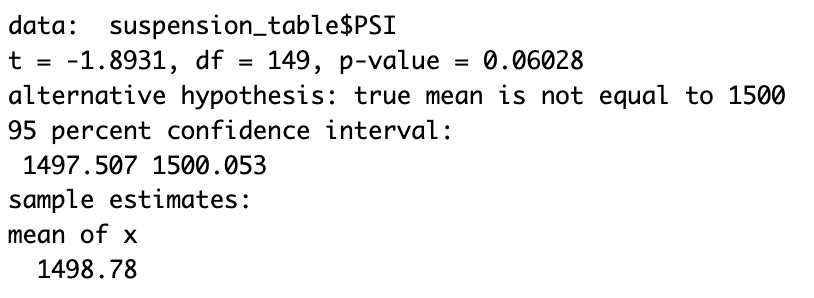 data:  suspension_table$PSI
t = -1.8931, df = 149, p-value = 0.06028
alternative hypothesis: true mean is not equal to 1500
95 percent confidence interval:
 1497.507 1500.053
sample estimates:
mean of x
  1498.78